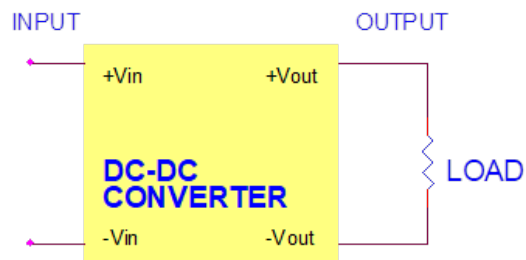 INPUT
OUTPUT
+Vin
+Vout
DC-DC
CONVERTER
LOAD
-Vin
-Vout